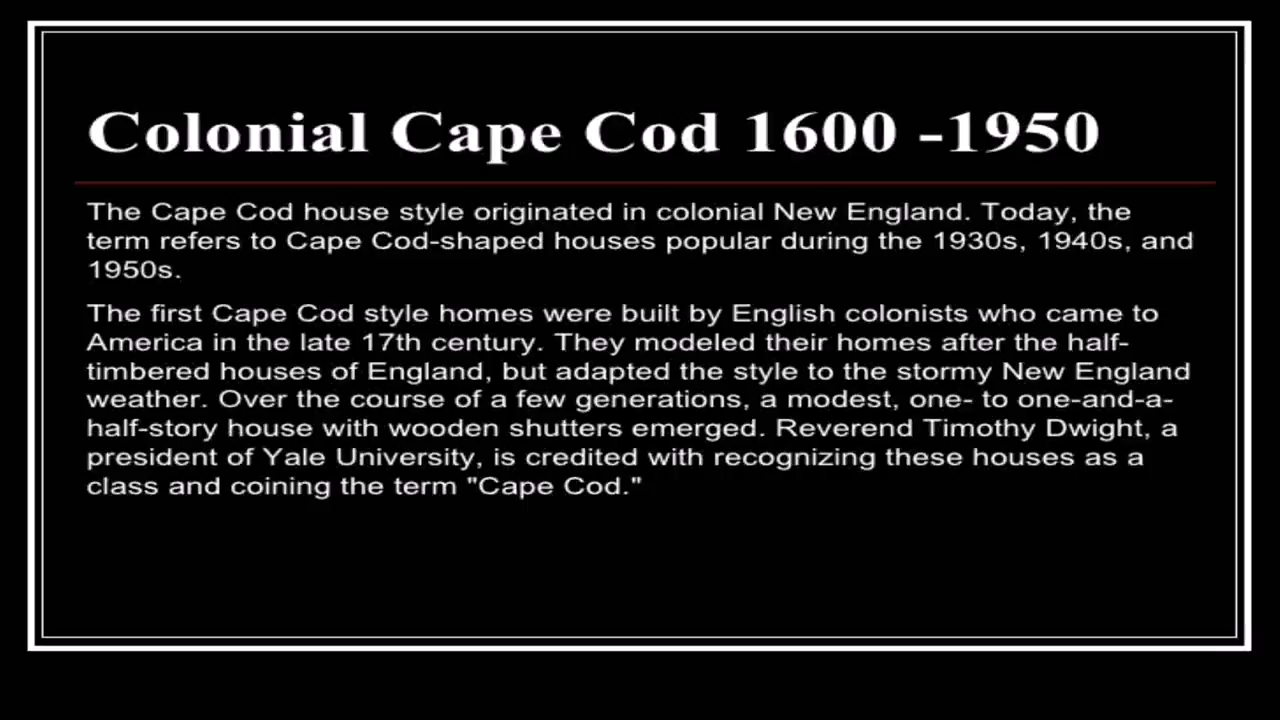 Colonial Cape Cod 1600 -1950
The Cape Cod house style originated in colonial New England. Today, the
term refers to Cape Cod-shaped houses popular during the 1930s, 1940s, and
1950s.
The first Cape Cod style homes were built by English colonists who came to
America in the late 17th century. They modeled their homes after the half-
timbered houses of England, but adapted the style to the stormy New England
weather. Over the course of a few generations, a modest, one- to one-and-a-
half-story house with wooden shutters emerged. Reverend Timothy Dwight, a
president of Yale University, is credited with recognizing these houses as a
class and coining the term "Cape Cod."